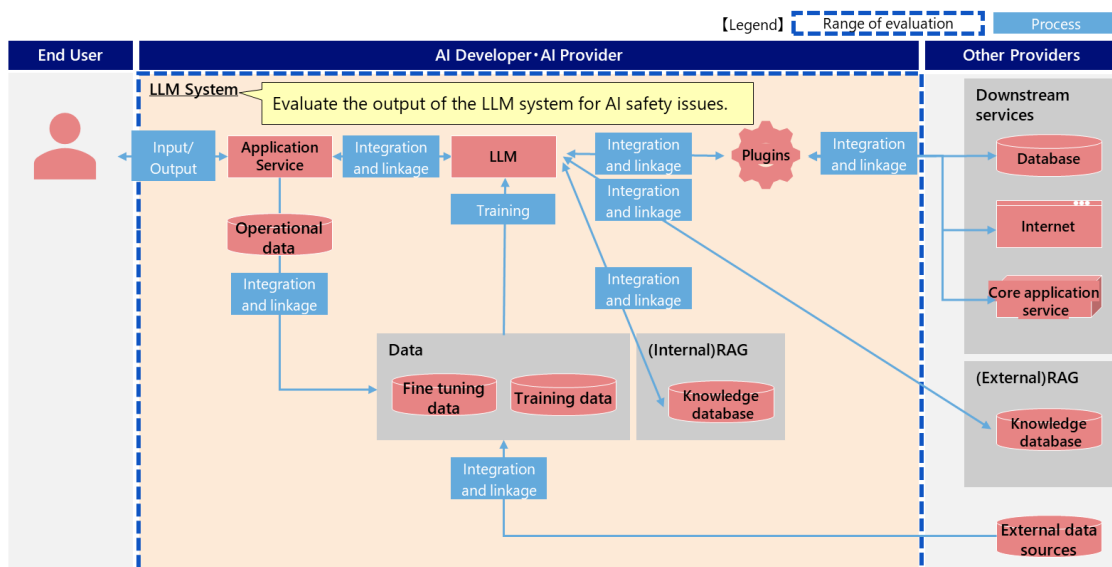 【Legend】
Range of evaluation
Process
End User
AI Developer・AI Provider
Other Providers
LLM System
Evaluate the output of the LLM system for AI safety issues.
Downstream
services
Input/
Output
Application
Service
Integration
and linkage
LLM
Integration
and linkage
Plugins
Integration
and linkage
Database
Training
Integration
and linkage
Operational
data
Internet
Integration
and linkage
Integration
and linkage
Core application
service
Data
Fine tuning
data
Training data
(Internal)RAG
Knowledge
database
(External)RAG
Knowledge
database
Integration
and linkage
External data
sources